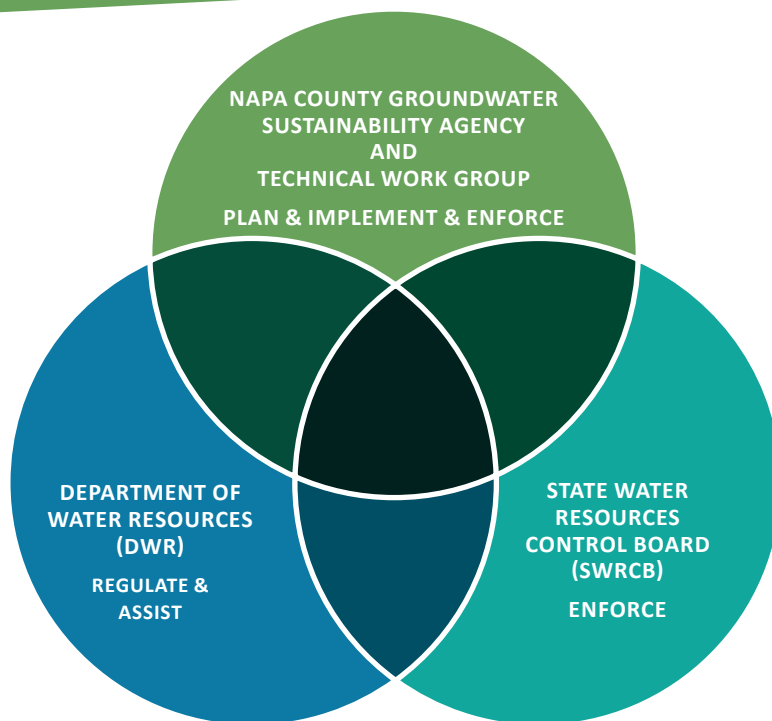 NAPA COUNTY GROUNDWATER
SUSTAINABILITY AGENCY
AND
TECHNICAL WORK GROUP
PLAN & IMPLEMENT & ENFORCE
DEPARTMENT OF
WATER RESOURCES
(DWR)
REGULATE &
ASSIST
STATE WATER
RESOURCES
CONTROL BOARD
(SWRCB)
ENFORCE